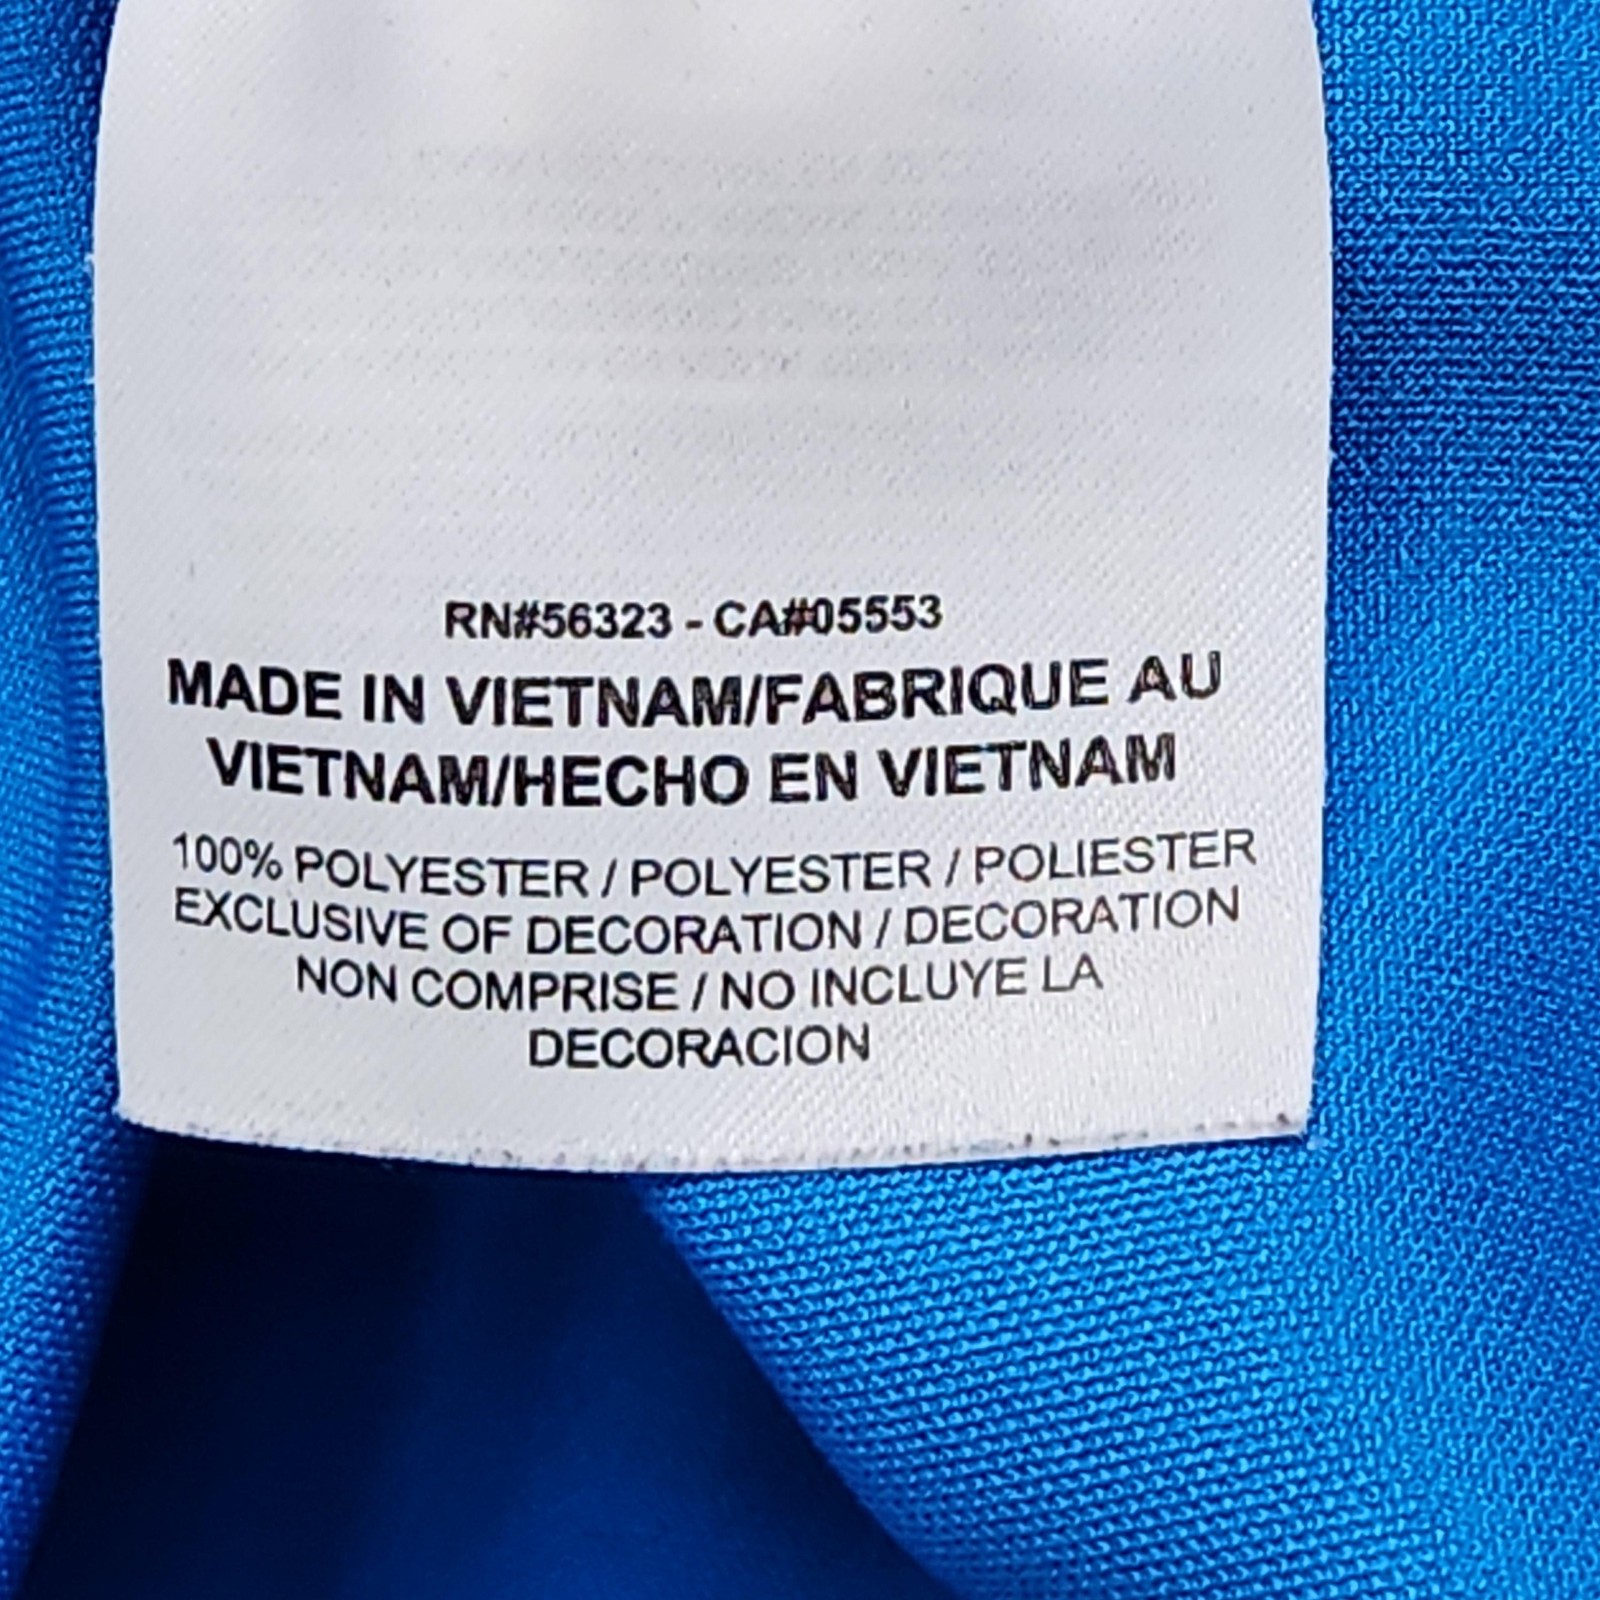 RN#56323 - CA#05553
MADE IN VIETNAM/FABRIQUE AU
VIETNAM/HECHO EN VIETNAM
100% POLYESTER / POLYESTER / POLIESTER
EXCLUSIVE OF DECORATION / DECORATION
NON COMPRISE / NO INCLUYE LA
DECORACION